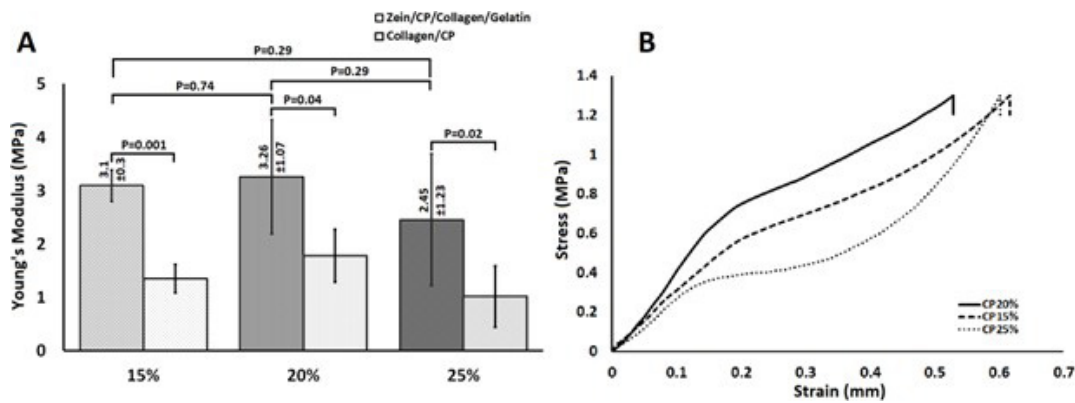 Zein/CP/Collagen/Gelatin
Collagen/CP
A
P=0.29
P=0.74
P=0.29
P=0.04
P=0.001
P=0.02
3.1
±0.3
3.26
±1.07
2.45
±1.23
Young's Modulus (MPa)
5
4
3
2
1
0
15%
20%
25%
B
Stress (MPa)
1.4
1.2
1
0.8
0.6
0.4
0.2
0
CP20%
CP15%
CP25%
0
0.1
0.2
0.3
0.4
0.5
0.6
0.7
Strain (mm)